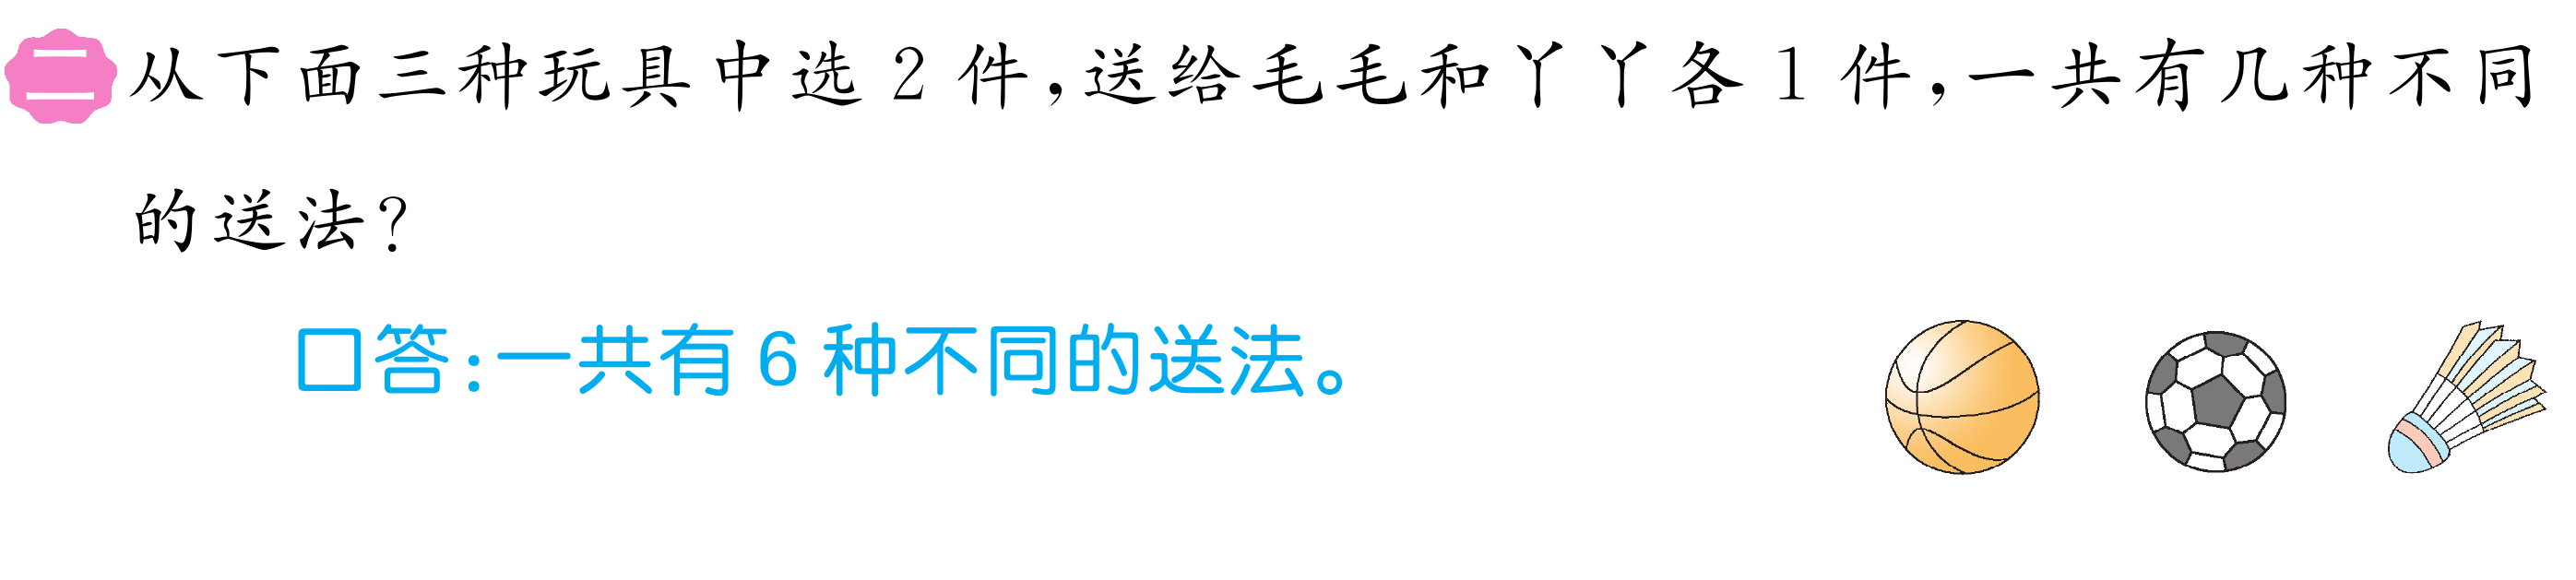 二 从下面三种玩具中选 2 件,送给毛毛和丫丫各 1 件,一共有几种不同
的送法?
口答:一共有 6 种不同的送法。